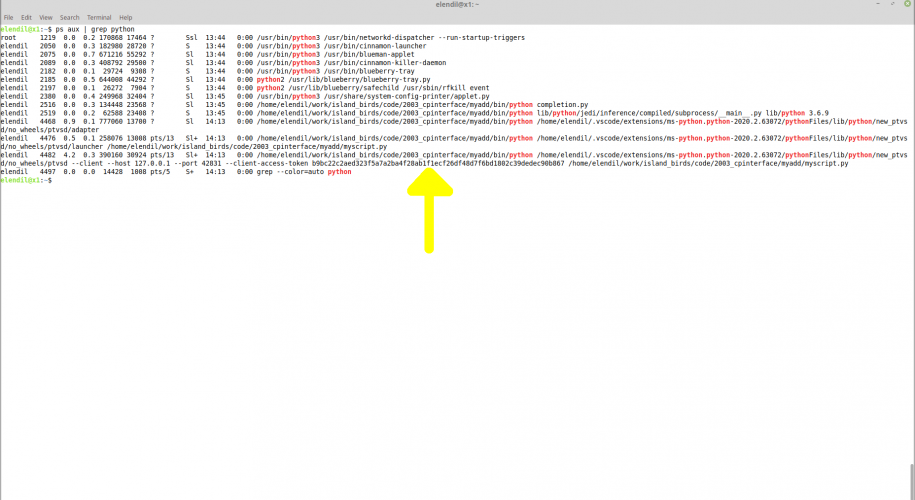 elendil@x1: ~
File Edit View Search Terminal Help
elendil@x1:~$ ps aux | grep python
root 1219 0.0 0.2 170868 17464 ? Ssl 13:44 0:00 /usr/bin/python3 /usr/bin/networkd-dispatcher --run-startup-triggers
elendil 2050 0.0 0.3 182980 28720 ? S 13:44 0:00 /usr/bin/python3 /usr/bin/cinnamon-launcher
elendil 2075 0.0 0.7 671216 55292 ? Sl 13:44 0:00 /usr/bin/python3 /usr/bin/blueman-applet
elendil 2089 0.0 0.3 408792 29500 ? Sl 13:44 0:00 /usr/bin/python3 /usr/bin/cinnamon-killer-daemon
elendil 2182 0.0 0.1 29724 9308 ? S 13:44 0:00 /usr/bin/python3 /usr/bin/blueberry-tray
elendil 2185 0.0 0.5 644008 44292 ? Sl 13:44 0:00 python2 /usr/lib/blueberry/blueberry-tray.py
elendil 2197 0.0 0.1 26272 7904 ? S 13:44 0:00 python2 /usr/lib/blueberry/safechild /usr/sbin/rfkill event
elendil 2380 0.0 0.4 249968 32404 ? Sl 13:45 0:00 /usr/bin/python3 /usr/share/system-config-printer/applet.py
elendil 2516 0.0 0.3 134448 23568 ? Sl 13:45 0:00 /home/elendil/work/island_birds/code/2003_cpinterface/myadd/bin/python completion.py
elendil 2519 0.0 0.2 62588 23408 ? S 13:45 0:00 /home/elendil/work/island_birds/code/2003_cpinterface/myadd/bin/python lib/python/jedi/inference/compiled/subprocess/__main__.py lib/python 3.6.9
elendil 4468 0.9 0.1 777060 13708 ? Sl 14:13 0:00 /home/elendil/work/island_birds/code/2003_cpinterface/myadd/bin/python /home/elendil/.vscode/extensions/ms-python.python-2020.2.63072/pythonFiles/lib/python/new_ptvs
d/no_wheels/ptvsd/adapter
elendil 4476 0.5 0.1 258076 13008 pts/13 Sl+ 14:13 0:00 /home/elendil/work/island_birds/code/2003_cpinterface/myadd/bin/python /home/elendil/.vscode/extensions/ms-python.python-2020.2.63072/pythonFiles/lib/python/new_ptvs
d/no_wheels/ptvsd/launcher /home/elendil/work/island_birds/code/2003_cpinterface/myadd/myscript.py
elendil 4482 4.2 0.3 390160 30924 pts/13 Sl+ 14:13 0:00 /home/elendil/work/island_birds/code/2003_cpinterface/myadd/bin/python /home/elendil/.vscode/extensions/ms-python.python-2020.2.63072/pythonFiles/lib/python/new_ptvs
d/no_wheels/ptvsd --client --host 127.0.0.1 --port 42831 --client-access-token b9bc22c2aed323f5a7a2ba4f28ab1f1ecf26df48d7f6bd1802c39dedec90b867 /home/elendil/work/island_birds/code/2003_cpinterface/myadd/myscript.py
elendil 4497 0.0 0.0 14428 1008 pts/5 S+ 14:13 0:00 grep --color=auto python
elendil@x1:~$